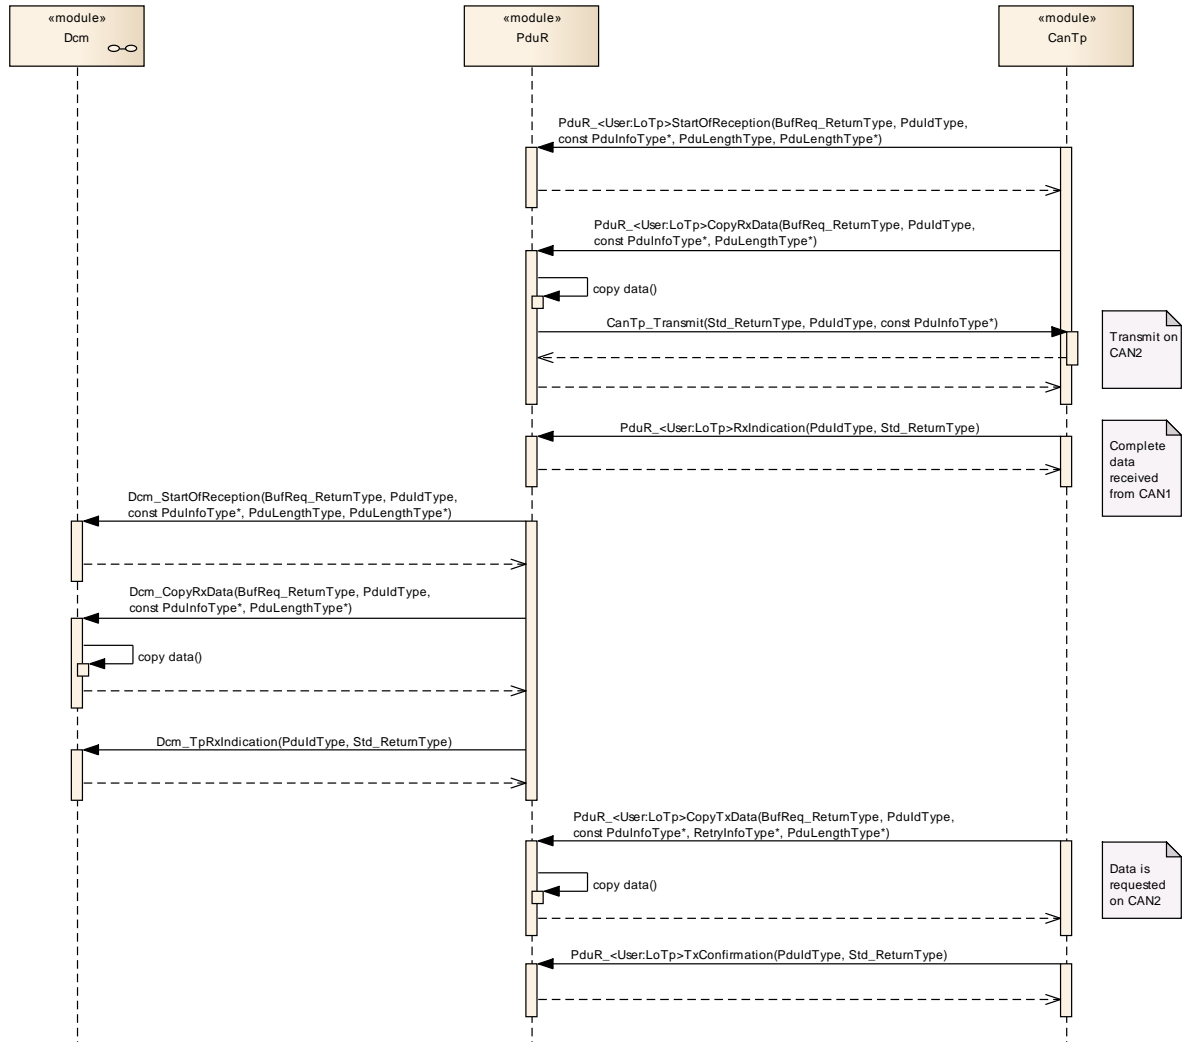 «module»
Dcm
«module»
PduR
«module»
CanTp
PduR_<User:LoTp>StartOfReception(BufReq_ReturnType, PduIdType,
const PduInfoType*, PduLengthType, PduLengthType*)
PduR_<User:LoTp>CopyRxData(BufReq_ReturnType, PduIdType,
const PduInfoType*, PduLengthType*)
copy data()
CanTp_Transmit(Std_ReturnType, PduIdType, const PduInfoType*)
Transmit on
CAN2
PduR_<User:LoTp>RxIndication(PduIdType, Std_ReturnType)
Complete
data
received
from CAN1
Dcm_StartOfReception(BufReq_ReturnType, PduIdType,
const PduInfoType*, PduLengthType, PduLengthType*)
Dcm_CopyRxData(BufReq_ReturnType, PduIdType,
const PduInfoType*, PduLengthType*)
copy data()
Dcm_TpRxIndication(PduIdType, Std_ReturnType)
PduR_<User:LoTp>CopyTxData(BufReq_ReturnType, PduIdType,
const PduInfoType*, RetryInfoType*, PduLengthType*)
copy data()
Data is
requested
on CAN2
PduR_<User:LoTp>TxConfirmation(PduIdType, Std_ReturnType)